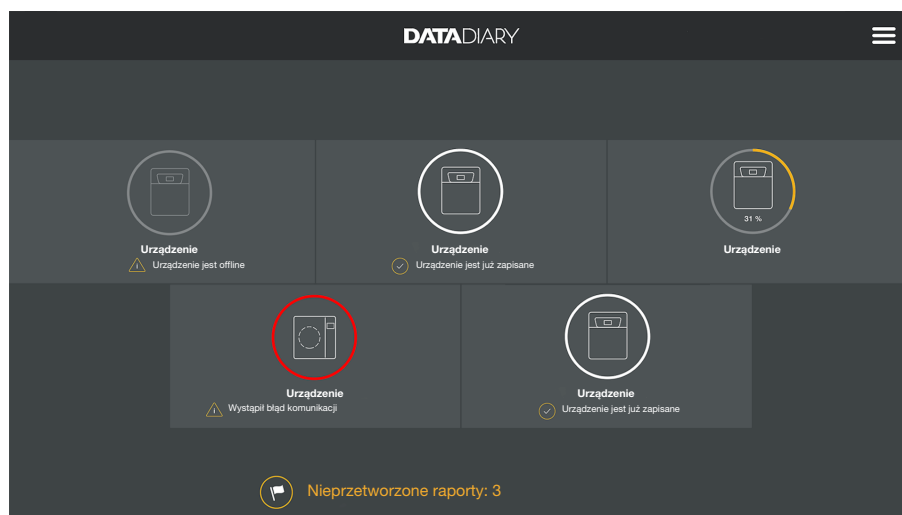 DATADIARY
Urządzenie
Urządzenie jest offline
Urządzenie
Urządzenie jest już zapisane
31 %
Urządzenie
Urządzenie
Wystąpił błąd komunikacji
Urządzenie
Urządzenie jest już zapisane
Nieprzetworzone raporty: 3